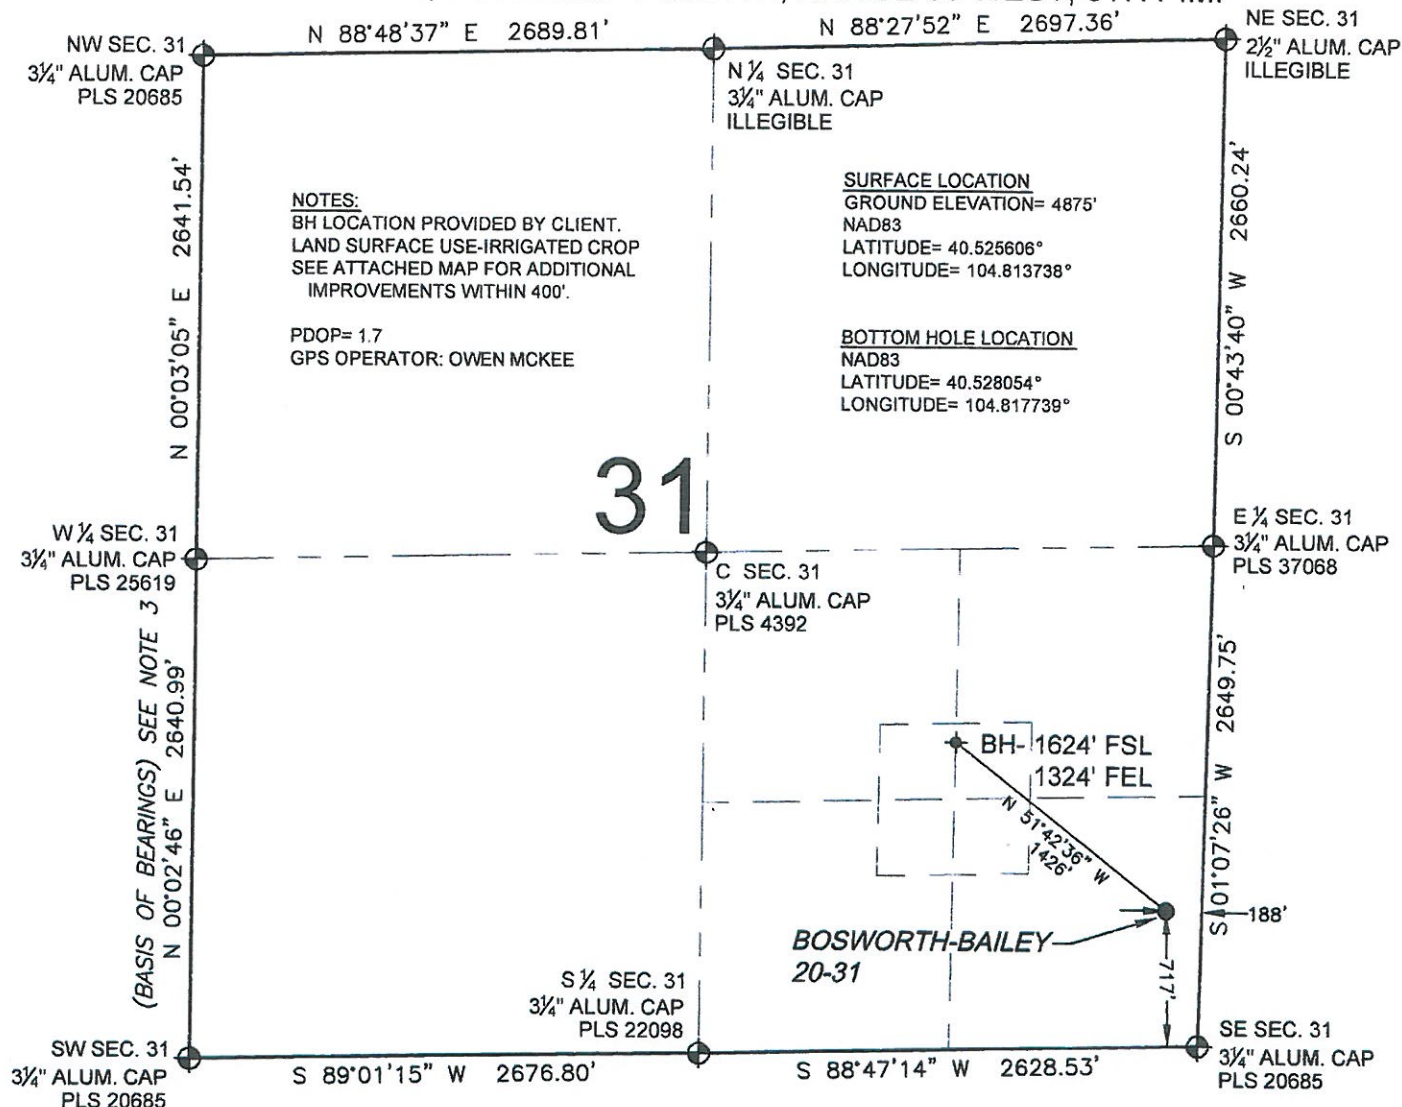 N 88°48'37" E 2689.81'
N 88°27'52" E 2697.36'
NW SEC. 31
3¼" ALUM. CAP
PLS 20685
N ¼ SEC. 31
3¼" ALUM. CAP
ILLEGIBLE
NE SEC. 31
2½" ALUM. CAP
ILLEGIBLE
N 00°03'05" E 2641.54'
NOTES:
BH LOCATION PROVIDED BY CLIENT.
LAND SURFACE USE-IRRIGATED CROP
SEE ATTACHED MAP FOR ADDITIONAL
IMPROVEMENTS WITHIN 400'.
PDOP= 1.7
GPS OPERATOR: OWEN MCKEE
SURFACE LOCATION
GROUND ELEVATION= 4875'
NAD83
LATITUDE= 40.525606°
LONGITUDE= 104.813738°
BOTTOM HOLE LOCATION
NAD83
LATITUDE= 40.528054°
LONGITUDE= 104.817739°
S 00°43'40" W 2660.24'
31
W ¼ SEC. 31
3¼" ALUM. CAP
PLS 25619
C SEC. 31
3¼" ALUM. CAP
PLS 4392
E ¼ SEC. 31
3¼" ALUM. CAP
PLS 37068
(BASIS OF BEARINGS) SEE NOTE 3
N 00°02'46" E 2640.99'
BH- 1624' FSL
1324' FEL
N 51°42'36" W
1426'
S 01°07'26" W 2649.75'
188'
717'
BOSWORTH-BAILEY
20-31
S ¼ SEC. 31
3¼" ALUM. CAP
PLS 22098
SW SEC. 31
3¼" ALUM. CAP
PLS 20685
S 89°01'15" W 2676.80'
S 88°47'14" W 2628.53'
SE SEC. 31
3¼" ALUM. CAP
PLS 20685